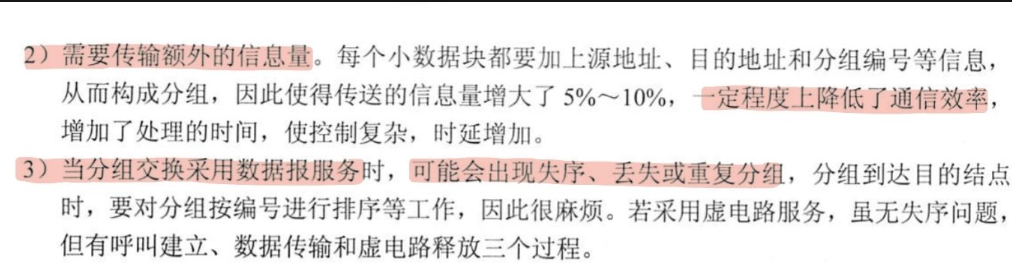 2）需要传输额外的信息量。每个小数据块都要加上源地址、目的地址和分组编号等信息，
从而构成分组，因此使得传送的信息量增大了 5%～10%，一定程度上降低了通信效率，
增加了处理的时间，使控制复杂，时延增加。
3）当分组交换采用数据报服务时，可能会出现失序、丢失或重复分组，分组到达目的结点
时，要对分组按编号进行排序等工作，因此很麻烦。若采用虚电路服务，虽无失序问题，
但有呼叫建立、数据传输和虚电路释放三个过程。